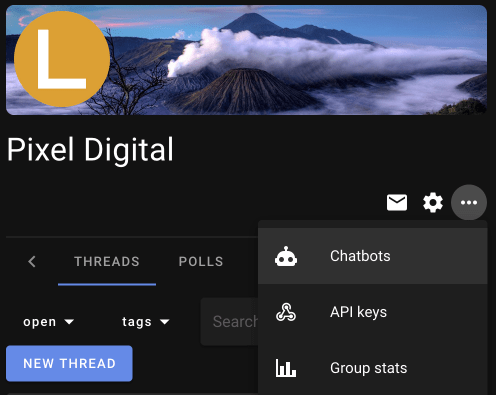 L
Pixel Digital
THREADS
POLLS
Chatbots
open
tags
Search
API keys
NEW THREAD
Group stats